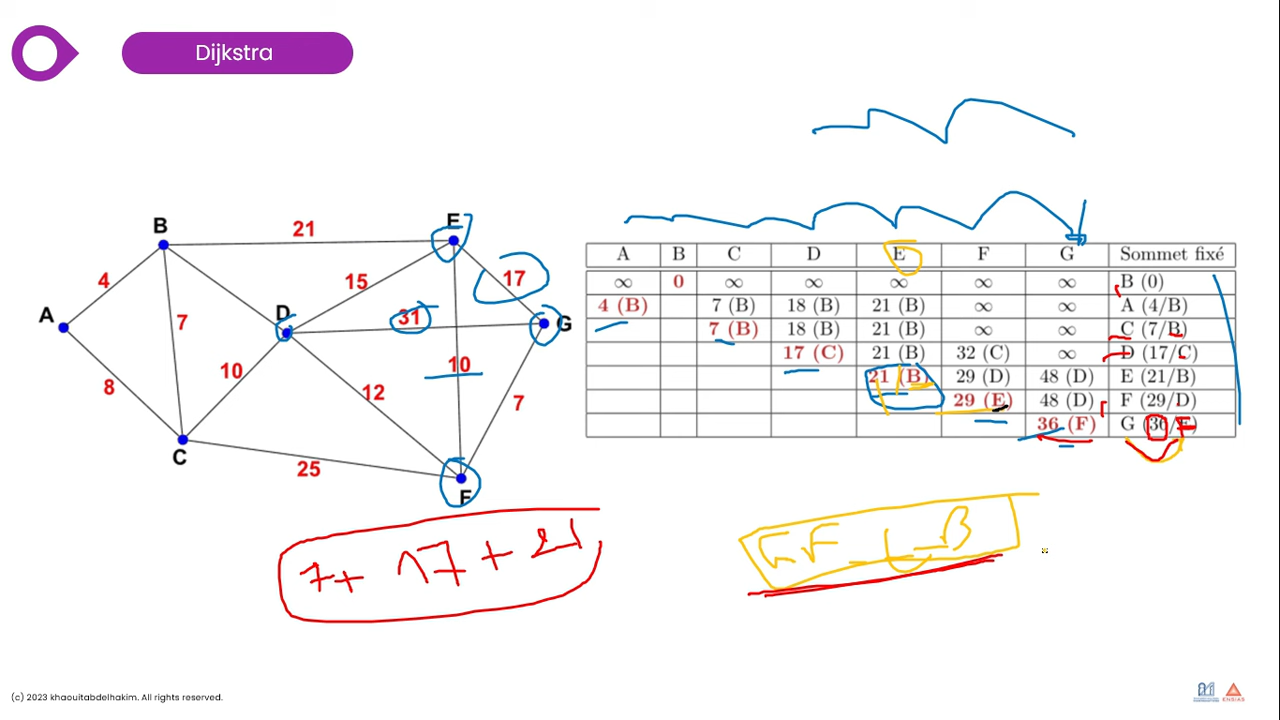 Dijkstra
B
21
E
4
15
17
D
A
7
31
G
10
10
8
12
7
C
25
F
A B C D E F G Sommet fixé
∞ 0 ∞ ∞ ∞ ∞ ∞ B (0)
4 (B) 7 (B) 18 (B) 21 (B) ∞ ∞ A (4/B)
7 (B) 18 (B) 21 (B) ∞ ∞ C (7/B)
17 (C) 21 (B) 32 (C) ∞ D (17/C)
21 (B) 29 (D) 48 (D) E (21/B)
29 (E) 48 (D) F (29/D)
36 (F) G (36/F)
7+ 17 + 21
(c) 2023 khaouitabdelhakim. All rights reserved.
ENSIAS